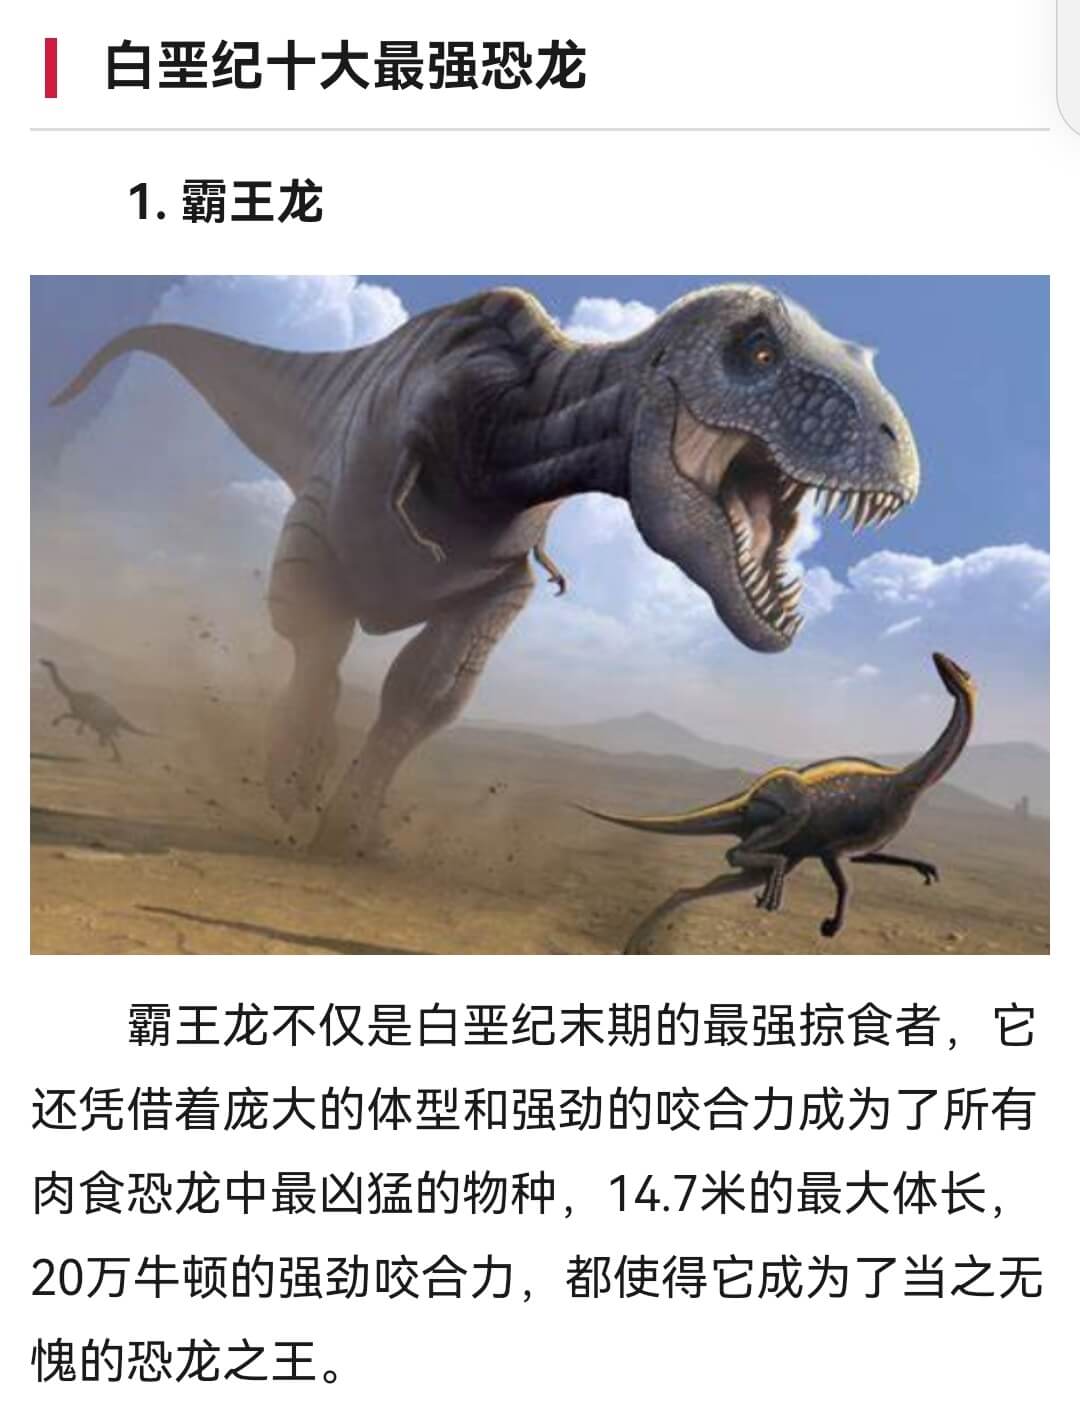 白垩纪十大最强恐龙
1. 霸王龙
霸王龙不仅是白垩纪末期的最强掠食者，它
还凭借着庞大的体型和强劲的咬合力成为了所有
肉食恐龙中最凶猛的物种，14.7米的最大体长，
20万牛顿的强劲咬合力，都使得它成为了当之无
愧的恐龙之王。